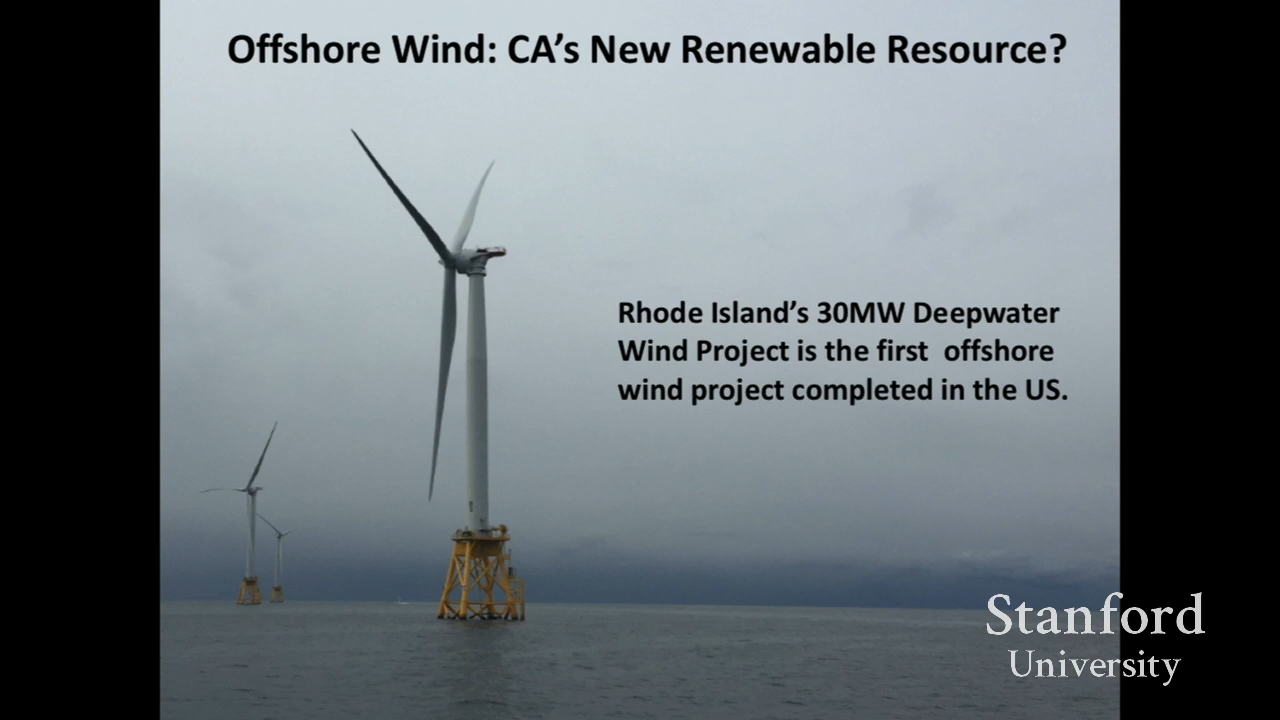 Offshore Wind: CA's New Renewable Resource?
Rhode Island's 30MW Deepwater
Wind Project is the first  offshore
wind project completed in the US.
Stanford
University